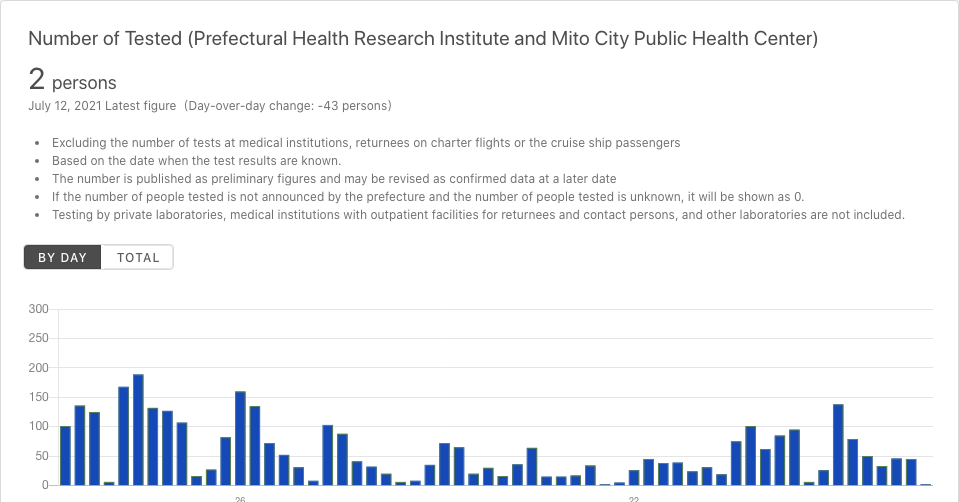 Number of Tested (Prefectural Health Research Institute and Mito City Public Health Center)
2 persons
July 12, 2021 Latest figure (Day-over-day change: -43 persons)
• Excluding the number of tests at medical institutions, returnees on charter flights or the cruise ship passengers
• Based on the date when the test results are known.
• The number is published as preliminary figures and may be revised as confirmed data at a later date
• If the number of people tested is not announced by the prefecture and the number of people tested is unknown, it will be shown as 0.
• Testing by private laboratories, medical institutions with outpatient facilities for returnees and contact persons, and other laboratories are not included.
BY DAY TOTAL
300
250
200
150
100
50
0
26 22